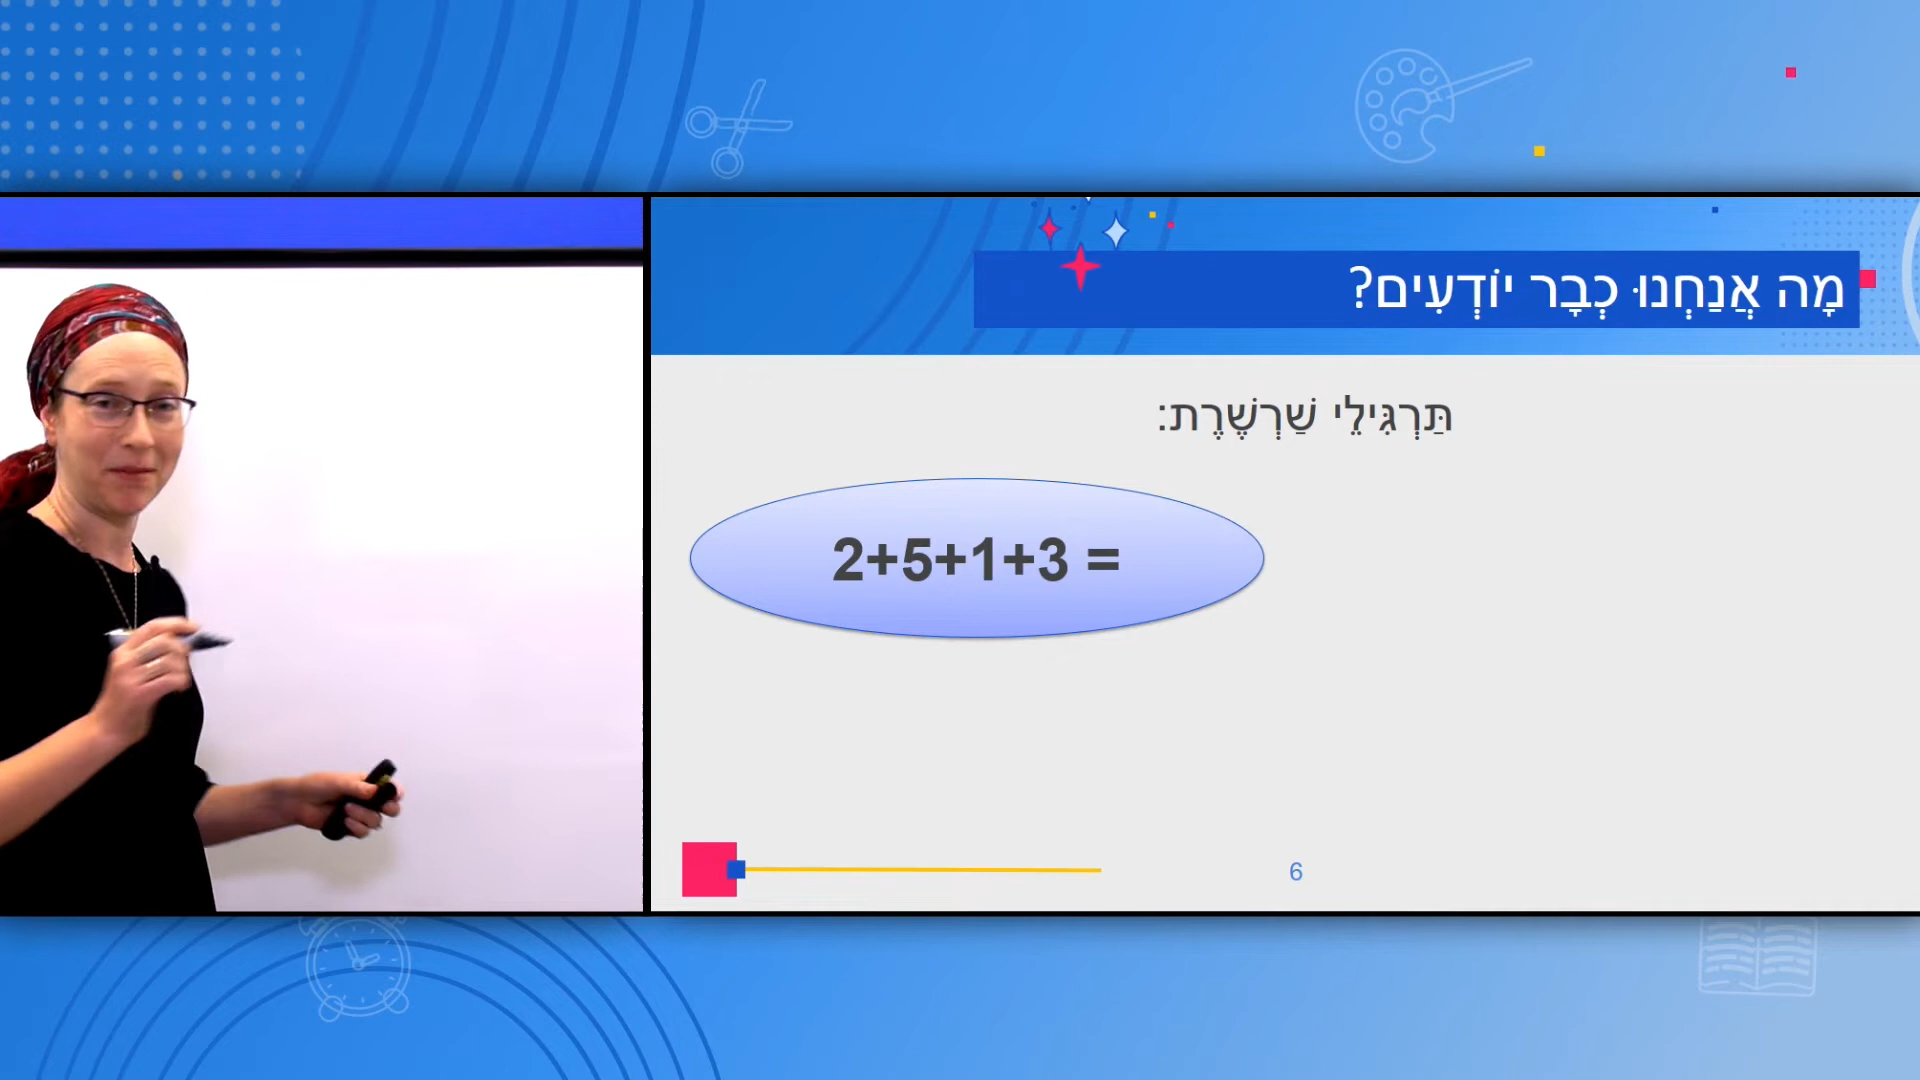 מָה אֲנַחְנוּ כְּבָר יוֹדְעִים?
תַּרְגִּילֵי שַׁרְשֶׁרֶת:
2+5+1+3 =
6